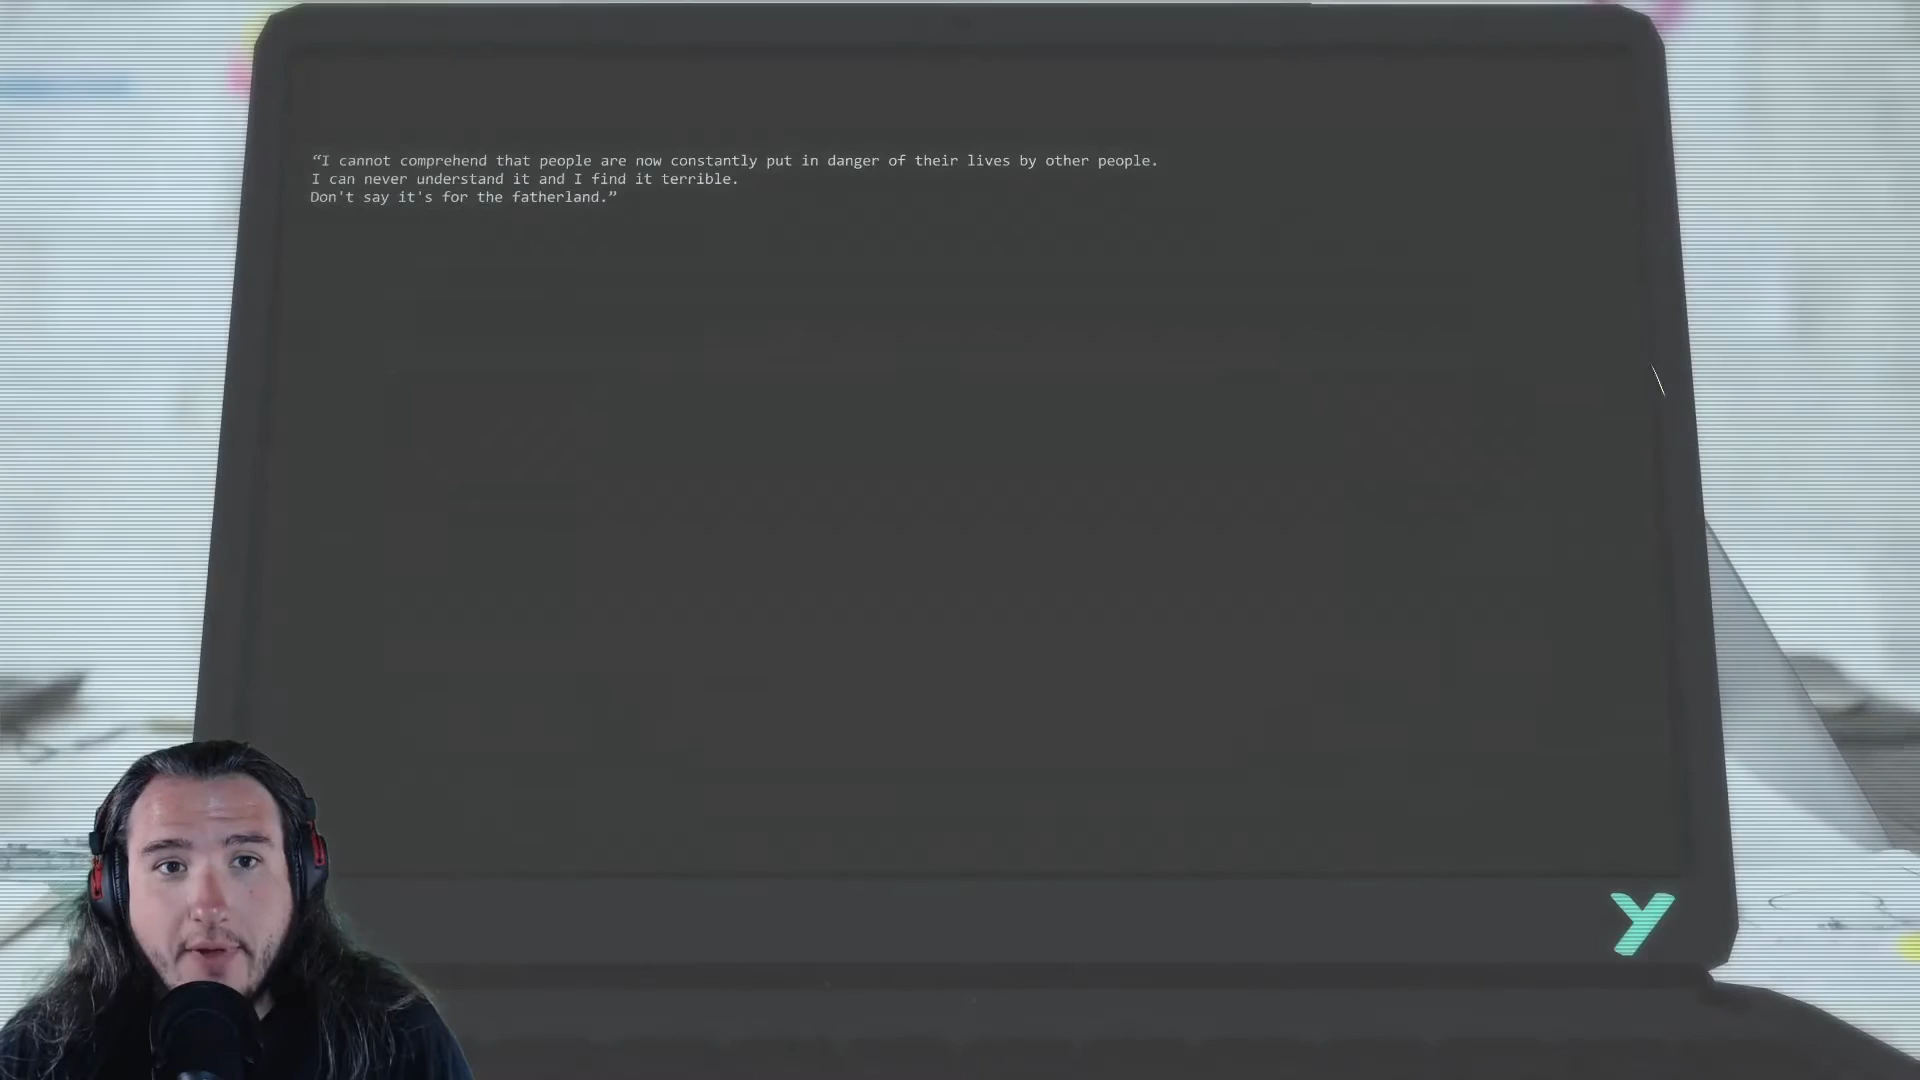 “I cannot comprehend that people are now constantly put in danger of their lives by other people.
I can never understand it and I find it terrible.
Don't say it's for the fatherland.”
Y